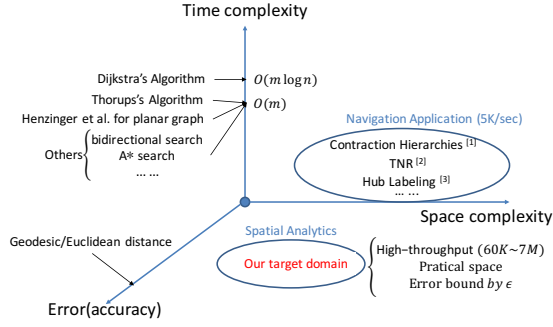 Time complexity
Dijkstra's Algorithm
O(m log n)
Thorups's Algorithm
O(m)
Henzinger et al. for planar graph
Others
bidirectional search
A* search
... ...
Navigation Application (5K/sec)
Contraction Hierarchies [1]
TNR [2]
Hub Labeling [3]
... ...
Space complexity
Geodesic/Euclidean distance
Error(accuracy)
Spatial Analytics
Our target domain
High-throughput (60K~7M)
Pratical space
Error bound by ϵ